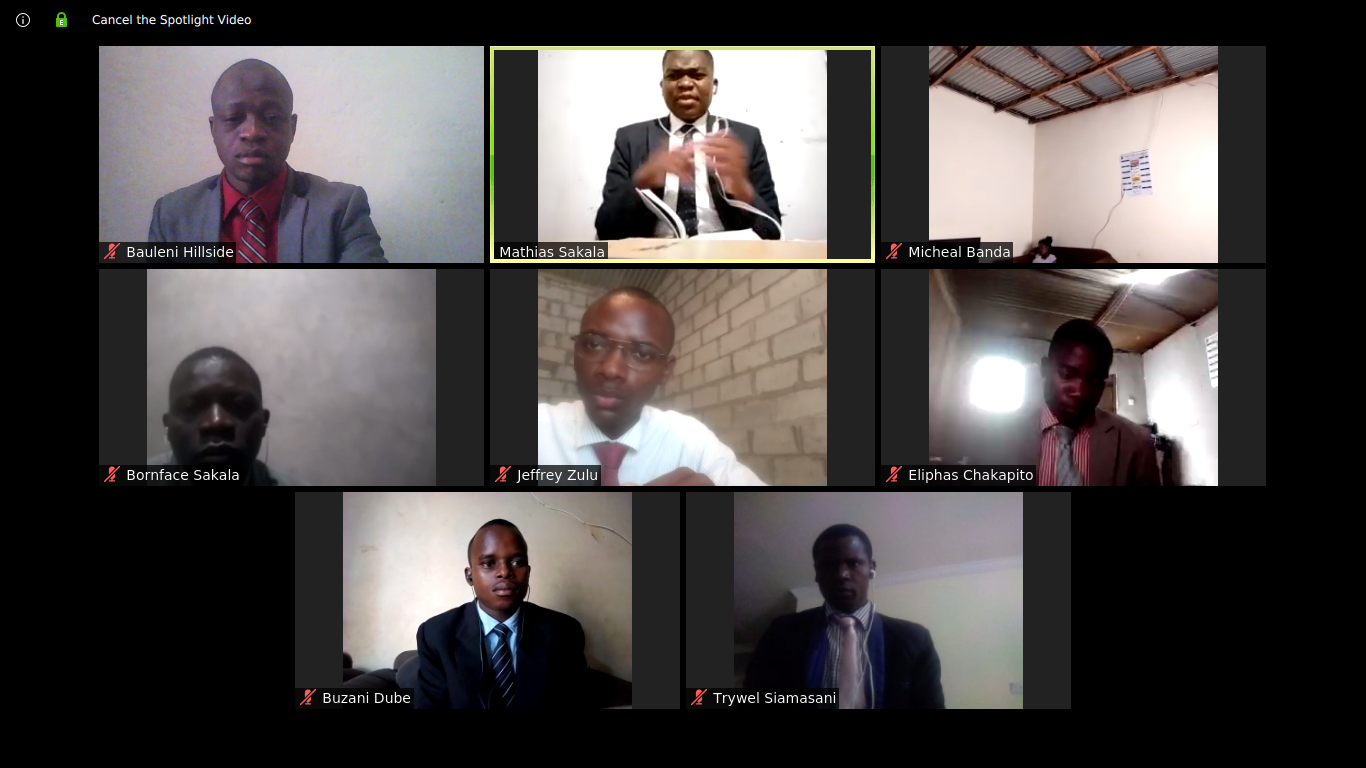 Cancel the Spotlight Video
Bauleni Hillside
Mathias Sakala
Micheal Banda
Bornface Sakala
Jeffrey Zulu
Eliphas Chakapito
Buzani Dube
Trywel Siamasani